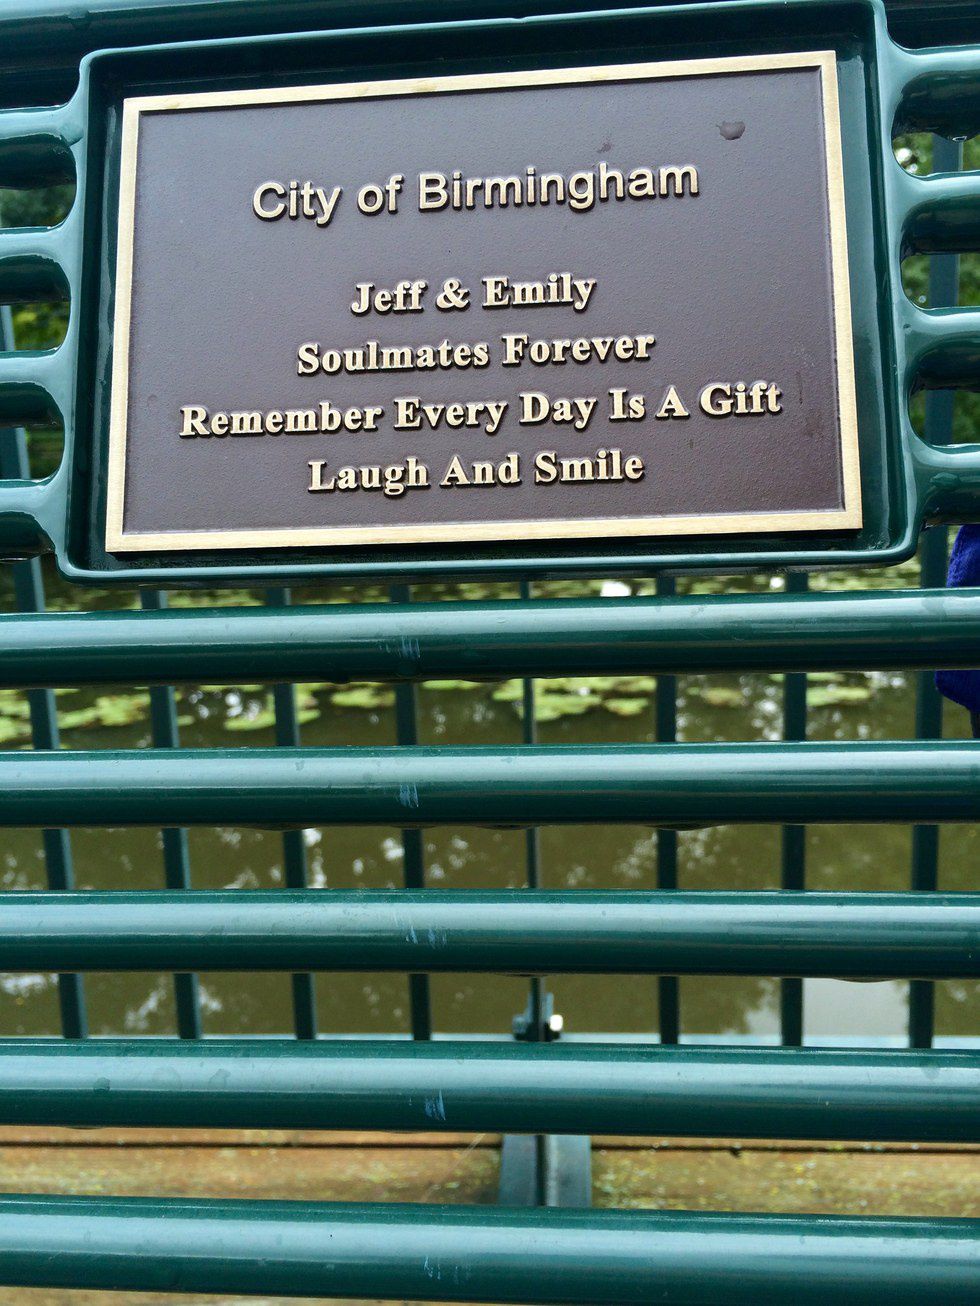 City of Birmingham
Jeff & Emily
Soulmates Forever
Remember Every Day Is A Gift
Laugh And Smile